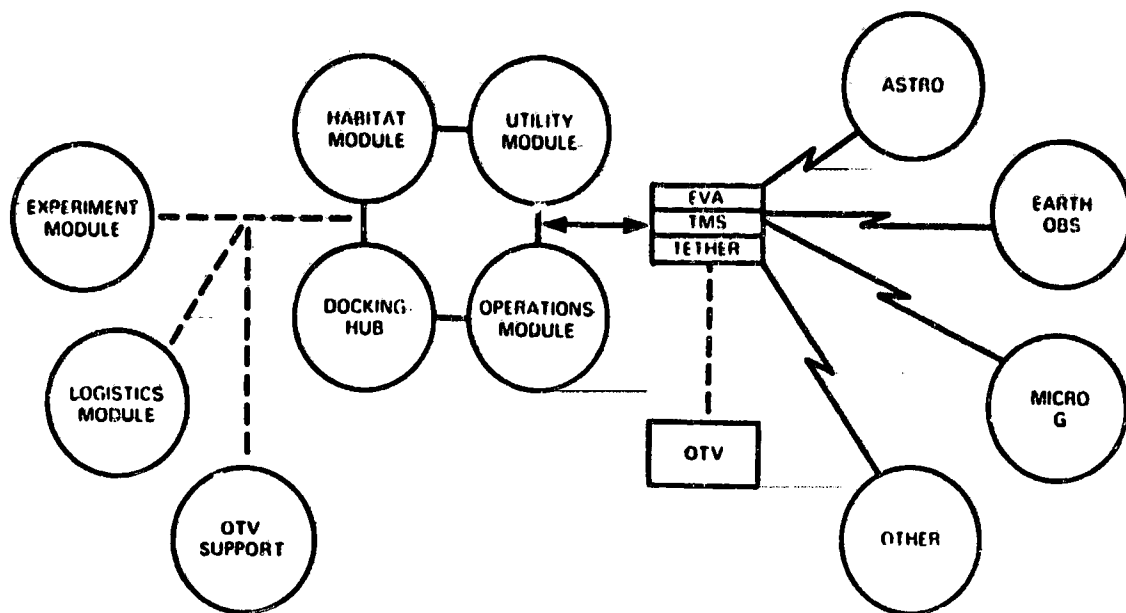 HABITAT
MODULE
UTILITY
MODULE
EXPERIMENT
MODULE
DOCKING
HUB
OPERATIONS
MODULE
LOGISTICS
MODULE
OTV
SUPPORT
EVA
TMS
TETHER
OTV
ASTRO
EARTH
OBS
MICRO
G
OTHER